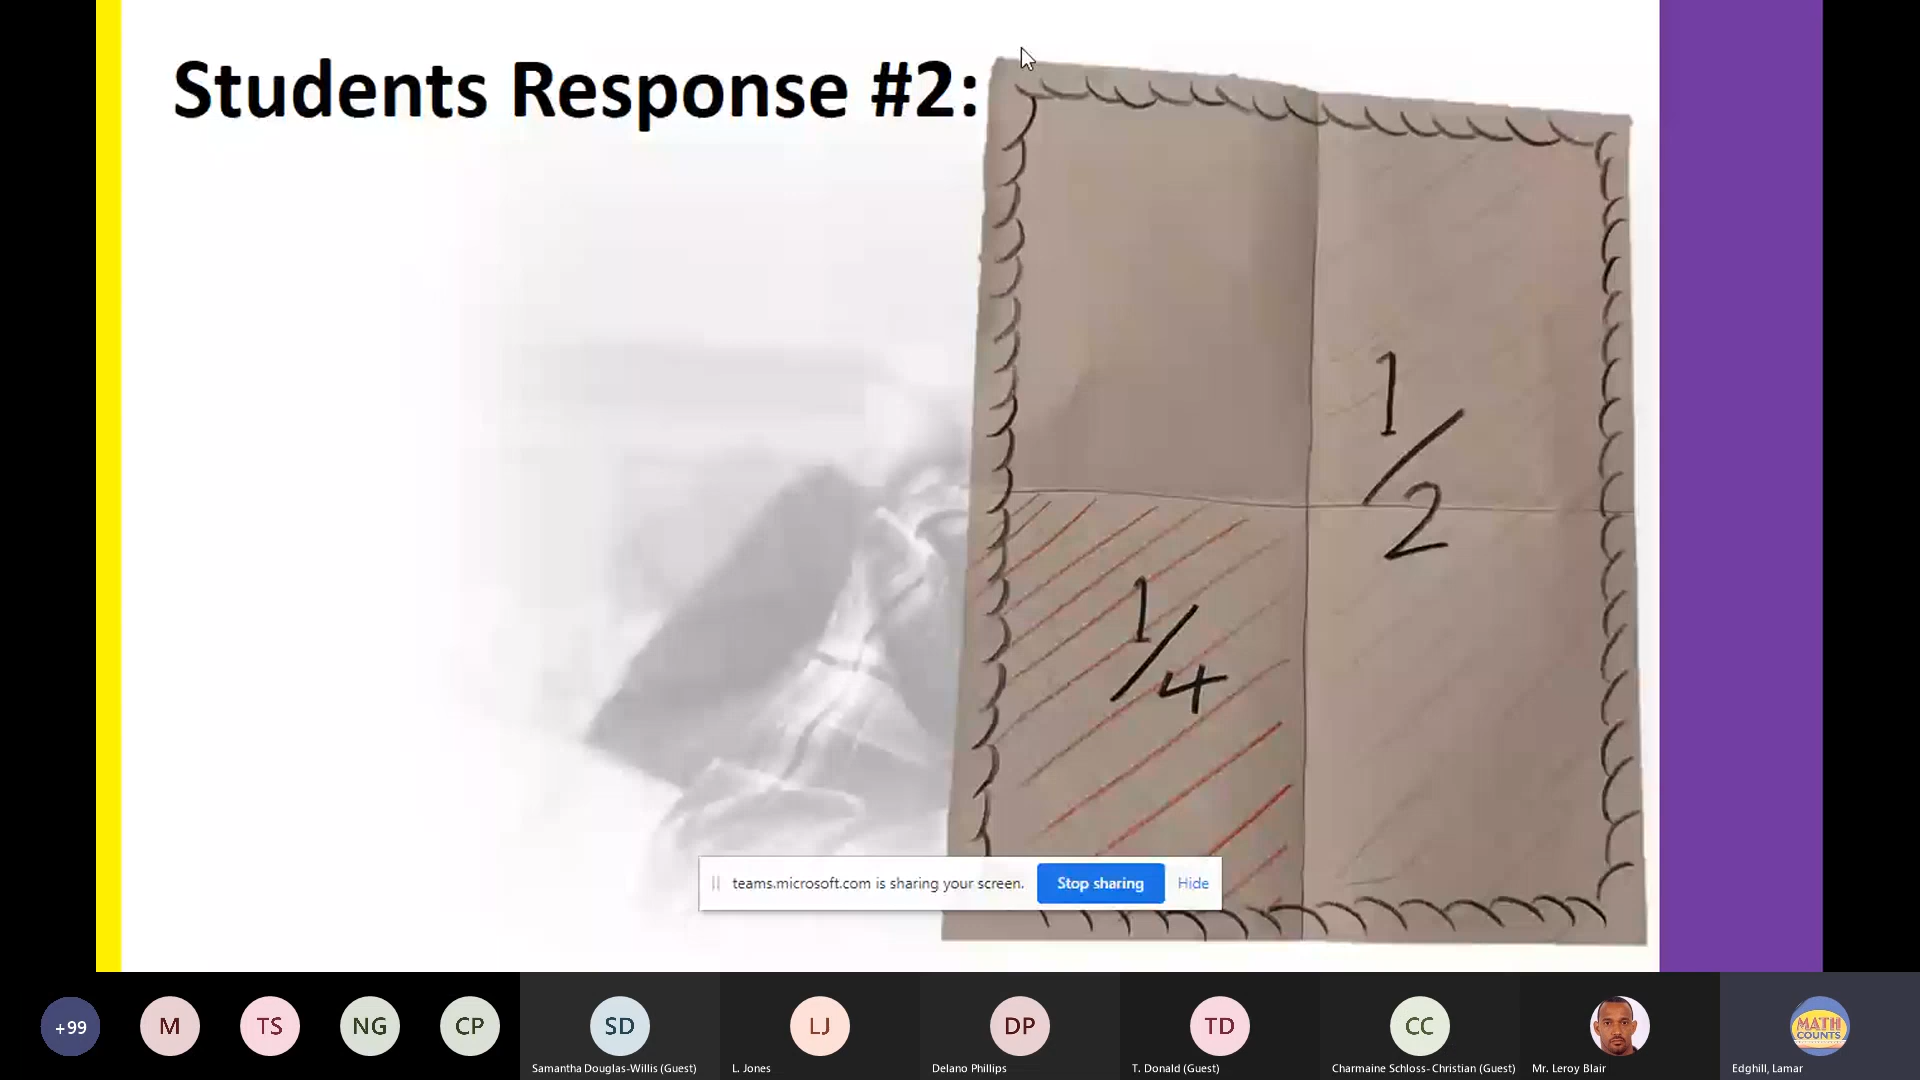 Students Response #2:
1/2
1/4
teams.microsoft.com is sharing your screen. Stop sharing Hide
+99 M TS NG CP SD LJ DP TD CC MATH COUNTS
Samantha Douglas-Willis (Guest) L. Jones Delano Phillips T. Donald (Guest) Charmaine Schloss- Christian (Guest) Mr. Leroy Blair Edghill, Lamar